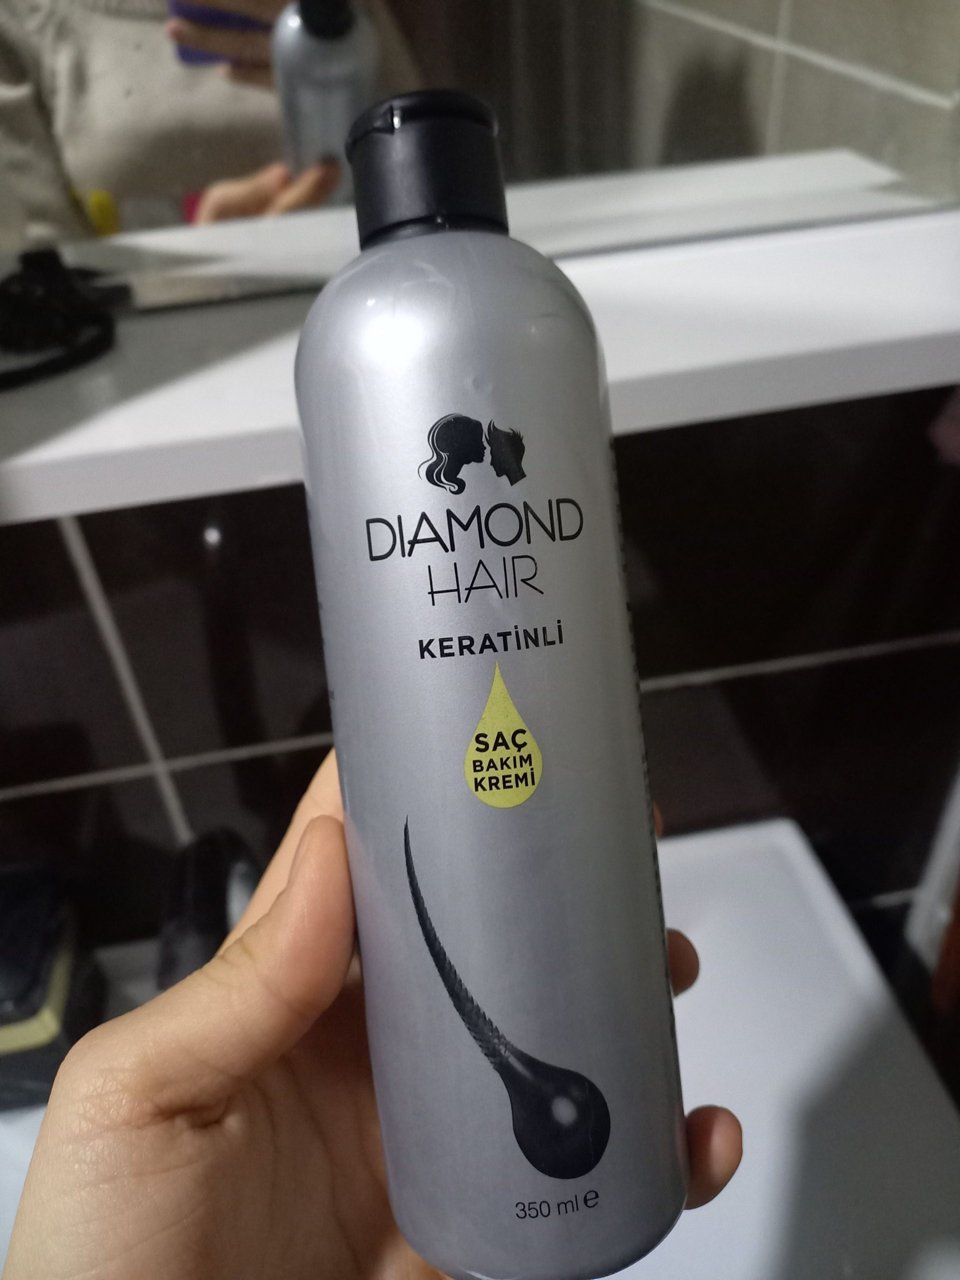 DIAMOND
HAIR
KERATİNLİ
SAÇ
BAKIM
KREMİ
350 ml e